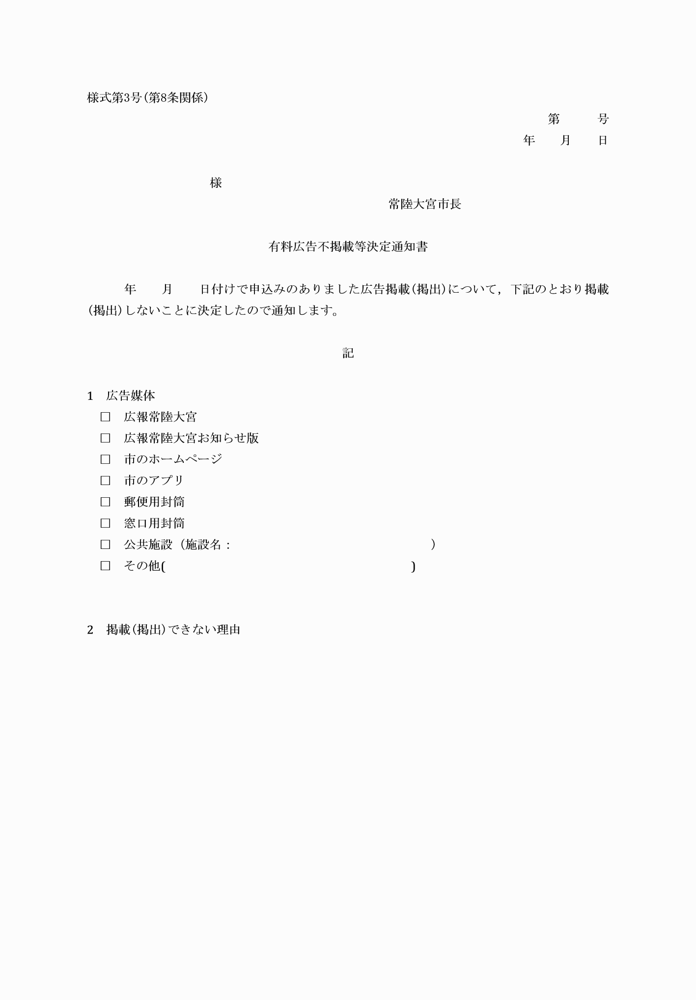 様式第3号(第8条関係)
第　　　号
年　　月　　日
様
常陸大宮市長
有料広告不掲載等決定通知書
年　　月　　日付けで申込みのありました広告掲載(掲出)について，下記のとおり掲載
(掲出)しないことに決定したので通知します。
記
1　広告媒体
□　広報常陸大宮
□　広報常陸大宮お知らせ版
□　市のホームページ
□　市のアプリ
□　郵便用封筒
□　窓口用封筒
□　公共施設（施設名：　　　　　　　　　　　　　　　　）
□　その他(　　　　　　　　　　　　　　　　　　　　)
2　掲載(掲出)できない理由